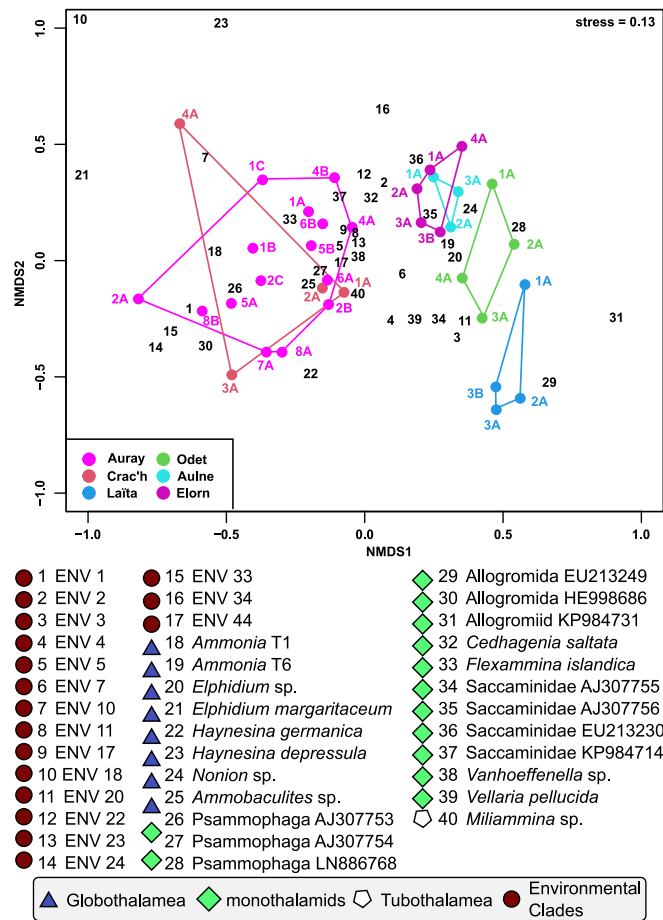 10 23 stress = 0.13
1.0
16
4A
0.5
7 4A
36 1A
1C 4B 12 1A 3A 1A
21 2 2A
37 32
1A 35 24
33 6B 4A 3A 2A 28
9 8 3B 2A
18 1B 5B 5 13 19
0.0
38 20
17
27 6 4A 1A
26 2C 25 6A 1A
2A 2A 40
1 5A 2B
8B 4 39 34 11 3A 31
15 3
14 30
7A 8A
3A 22
3B 29
-0.5
2A
3A
NMDS2
-1.0
Auray Odet
Crac'h Aulne
Laïta Elorn
-1.0 -0.5 0.0 0.5 1.0
NMDS1
1 ENV 1
2 ENV 2
3 ENV 3
4 ENV 4
5 ENV 5
6 ENV 7
7 ENV 10
8 ENV 11
9 ENV 17
10 ENV 18
11 ENV 20
12 ENV 22
13 ENV 23
14 ENV 24
15 ENV 33
16 ENV 34
17 ENV 44
18 Ammonia T1
19 Ammonia T6
20 Elphidium sp.
21 Elphidium margaritaceum
22 Haynesina germanica
23 Haynesina depressula
24 Nonion sp.
25 Ammobaculites sp.
26 Psammophaga AJ307753
27 Psammophaga AJ307754
28 Psammophaga LN886768
29 Allogromida EU213249
30 Allogromida HE998686
31 Allogromiid KP984731
32 Cedhagenia saltata
33 Flexammina islandica
34 Saccaminidae AJ307755
35 Saccaminidae AJ307756
36 Saccaminidae EU213230
37 Saccaminidae KP984714
38 Vanhoeffenella sp.
39 Vellaria pellucida
40 Miliammina sp.
Globothalamea monothalamids Tubothalamea Environmental
Clades